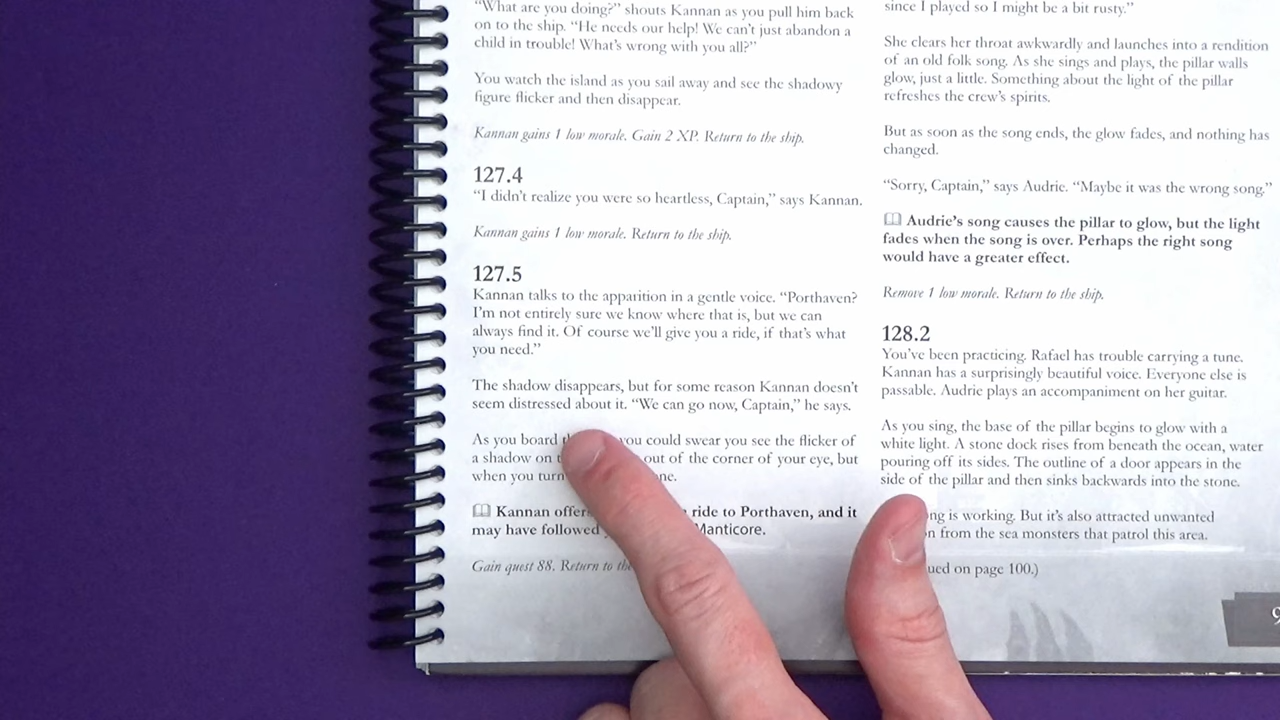 "What are you doing?" shouts Kannan as you pull him back
on to the ship. "He needs our help! We can't just abandon a
child in trouble! What's wrong with you all?"
You watch the island as you sail away and see the shadowy
figure flicker and then disappear.
Kannan gains 1 low morale. Gain 2 XP. Return to the ship.
127.4
"I didn't realize you were so heartless, Captain," says Kannan.
Kannan gains 1 low morale. Return to the ship.
127.5
Kannan talks to the apparition in a gentle voice. "Porthaven?
I'm not entirely sure we know where that is, but we can
always find it. Of course we'll give you a ride, if that's what
you need."
The shadow disappears, but for some reason Kannan doesn't
seem distressed about it. "We can go now, Captain," he says.
As you board you could swear you see the flicker of
a shadow on out of the corner of your eye, but
when you turn
Kannan ride to Porthaven, and it
may have followed Manticore.
Gain quest 88. Return to
since I played so I might be a bit rusty."
She clears her throat awkwardly and launches into a rendition
of an old folk song. As she sings and plays, the pillar walls
glow, just a little. Something about the light of the pillar
refreshes the crew's spirits.
But as soon as the song ends, the glow fades, and nothing has
changed.
"Sorry, Captain," says Audrie. "Maybe it was the wrong song."
Audrie's song causes the pillar to glow, but the light
fades when the song is over. Perhaps the right song
would have a greater effect.
Remove 1 low morale. Return to the ship.
128.2
You've been practicing. Rafael has trouble carrying a tune.
Kannan has a surprisingly beautiful voice. Everyone else is
passable. Audrie plays an accompaniment on her guitar.
As you sing, the base of the pillar begins to glow with a
white light. A stone dock rises from beneath the ocean, water
pouring off its sides. The outline of a door appears in the
side of the pillar and then sinks backwards into the stone.
is working. But it's also attracted unwanted
from the sea monsters that patrol this area.
on page 100.)